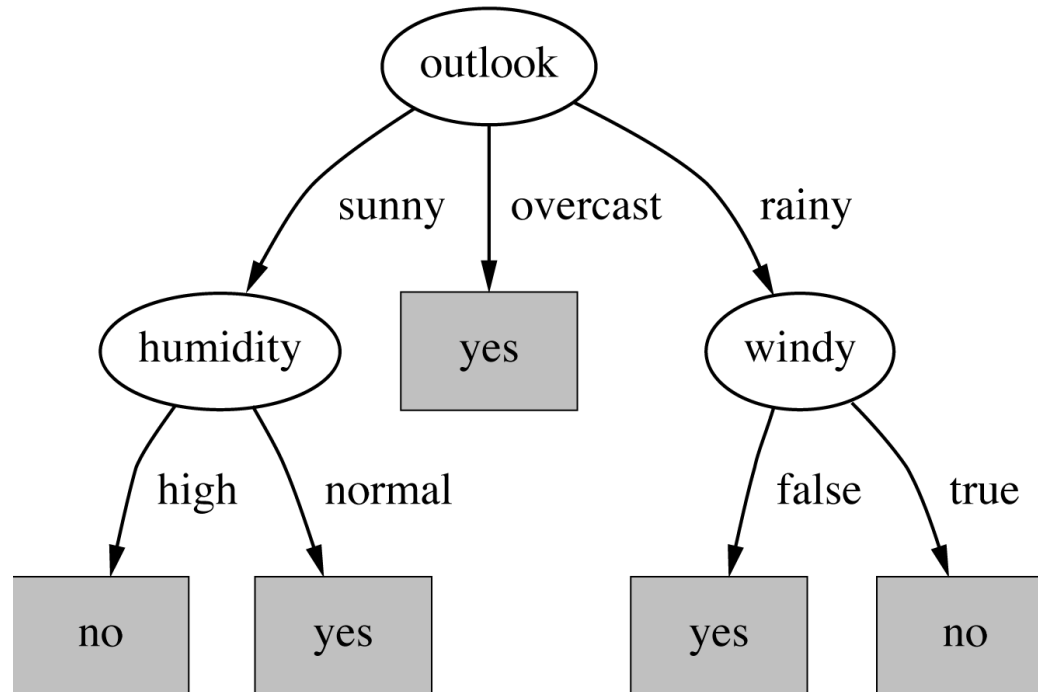 outlook
sunny overcast rainy
humidity yes windy
high normal false true
no yes yes no